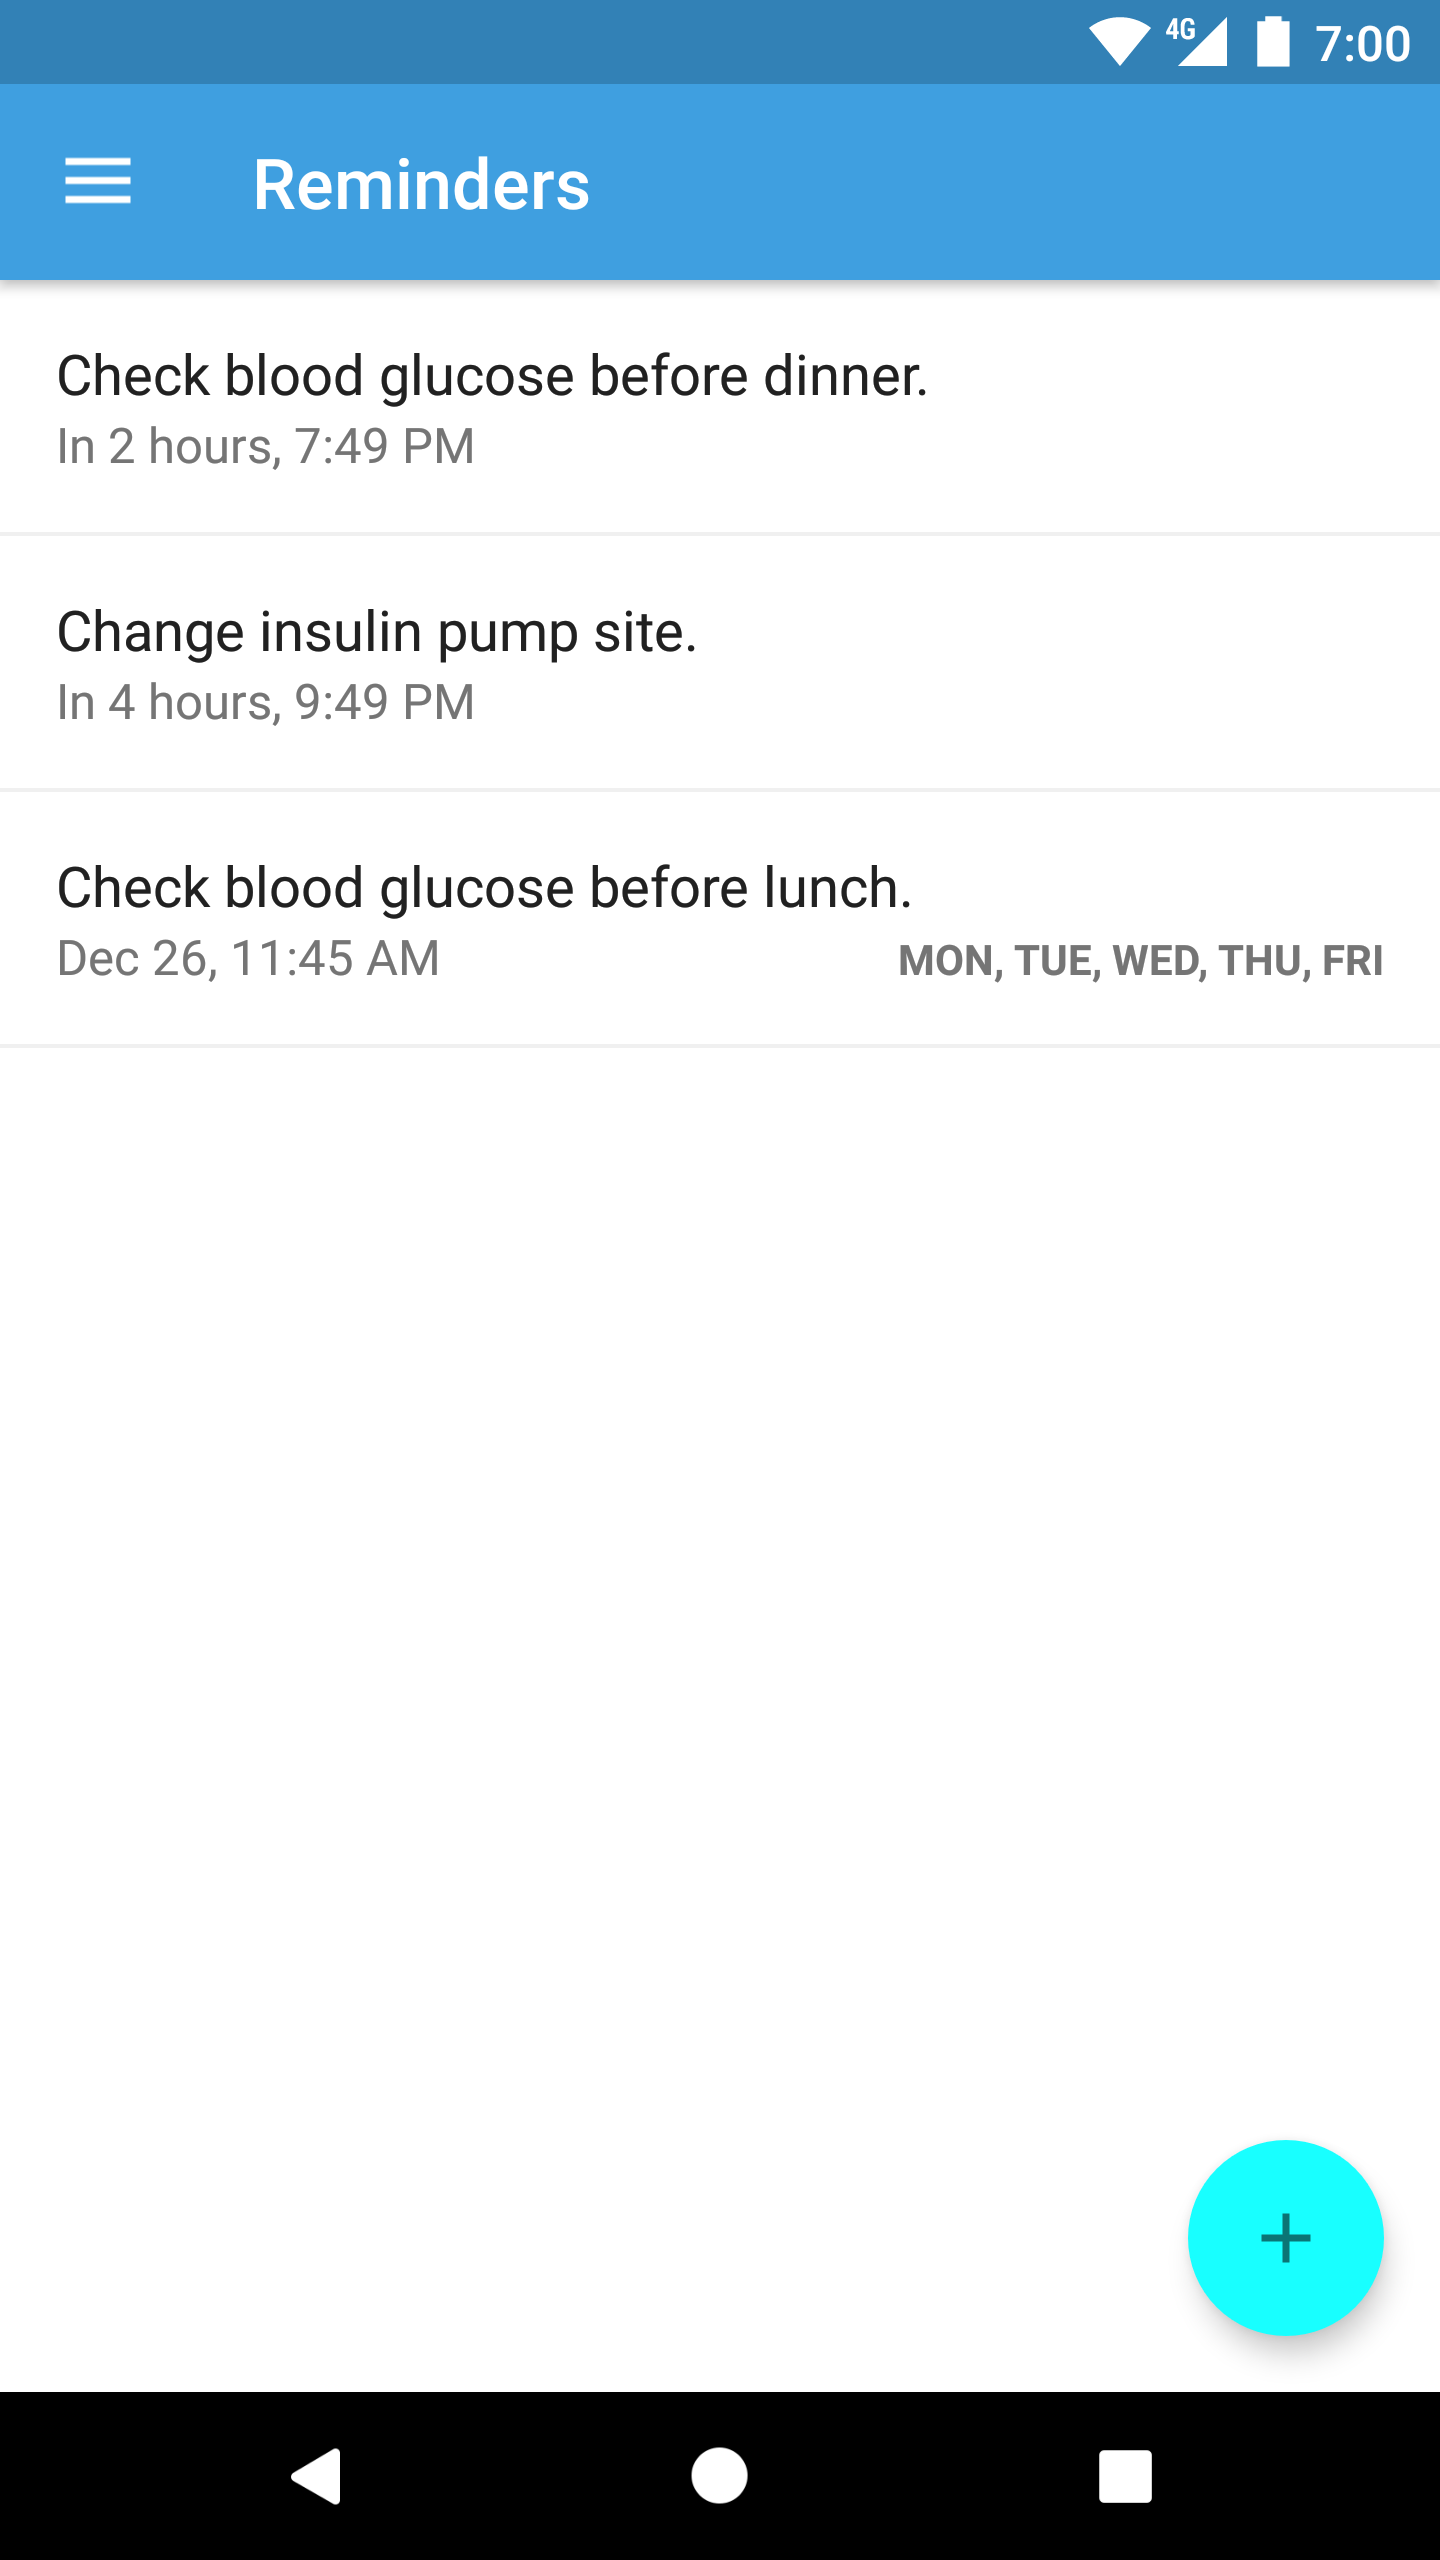 4G 7:00
Reminders
Check blood glucose before dinner.
In 2 hours, 7:49 PM
Change insulin pump site.
In 4 hours, 9:49 PM
Check blood glucose before lunch.
Dec 26, 11:45 AM MON, TUE, WED, THU, FRI